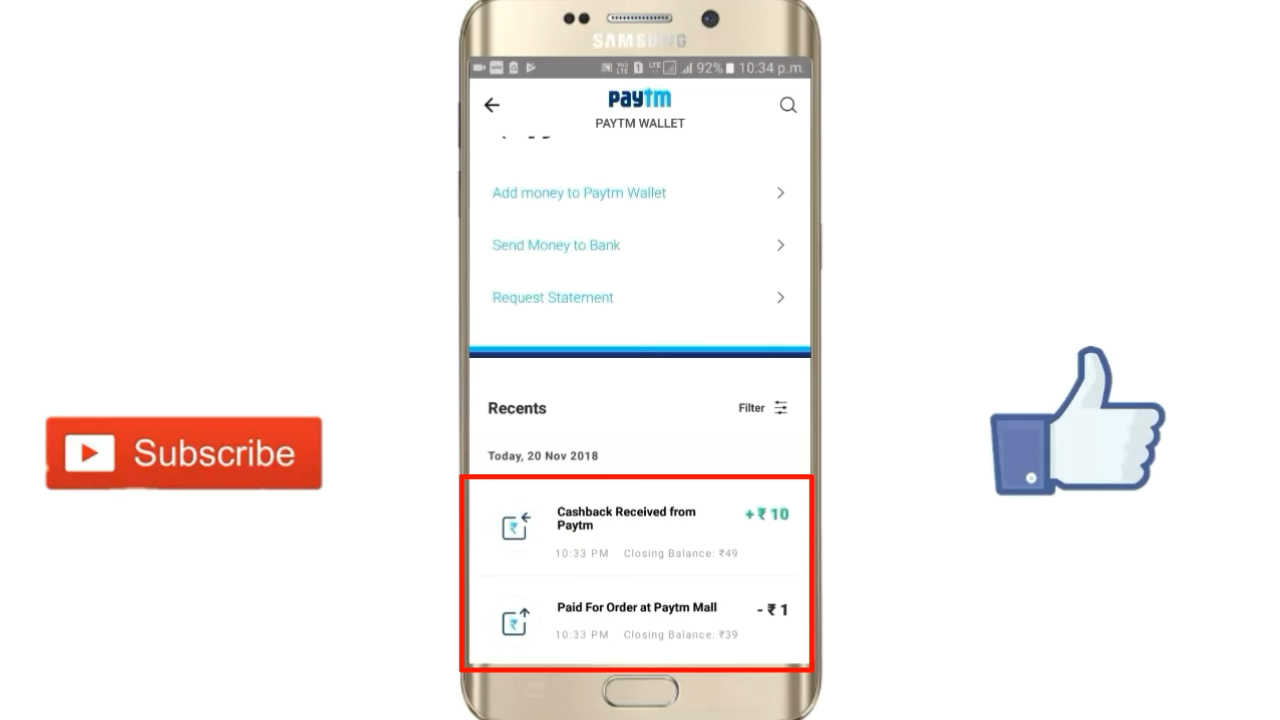 SAMSUNG
LTE 92% 10:34 p.m.
paytm
PAYTM WALLET
Add money to Paytm Wallet
Send Money to Bank
Request Statement
Recents
Filter
Today, 20 Nov 2018
Subscribe
Cashback Received from
Paytm
+ ₹ 10
10:33 PM Closing Balance: ₹49
Paid For Order at Paytm Mall
- ₹ 1
10:33 PM Closing Balance: ₹39